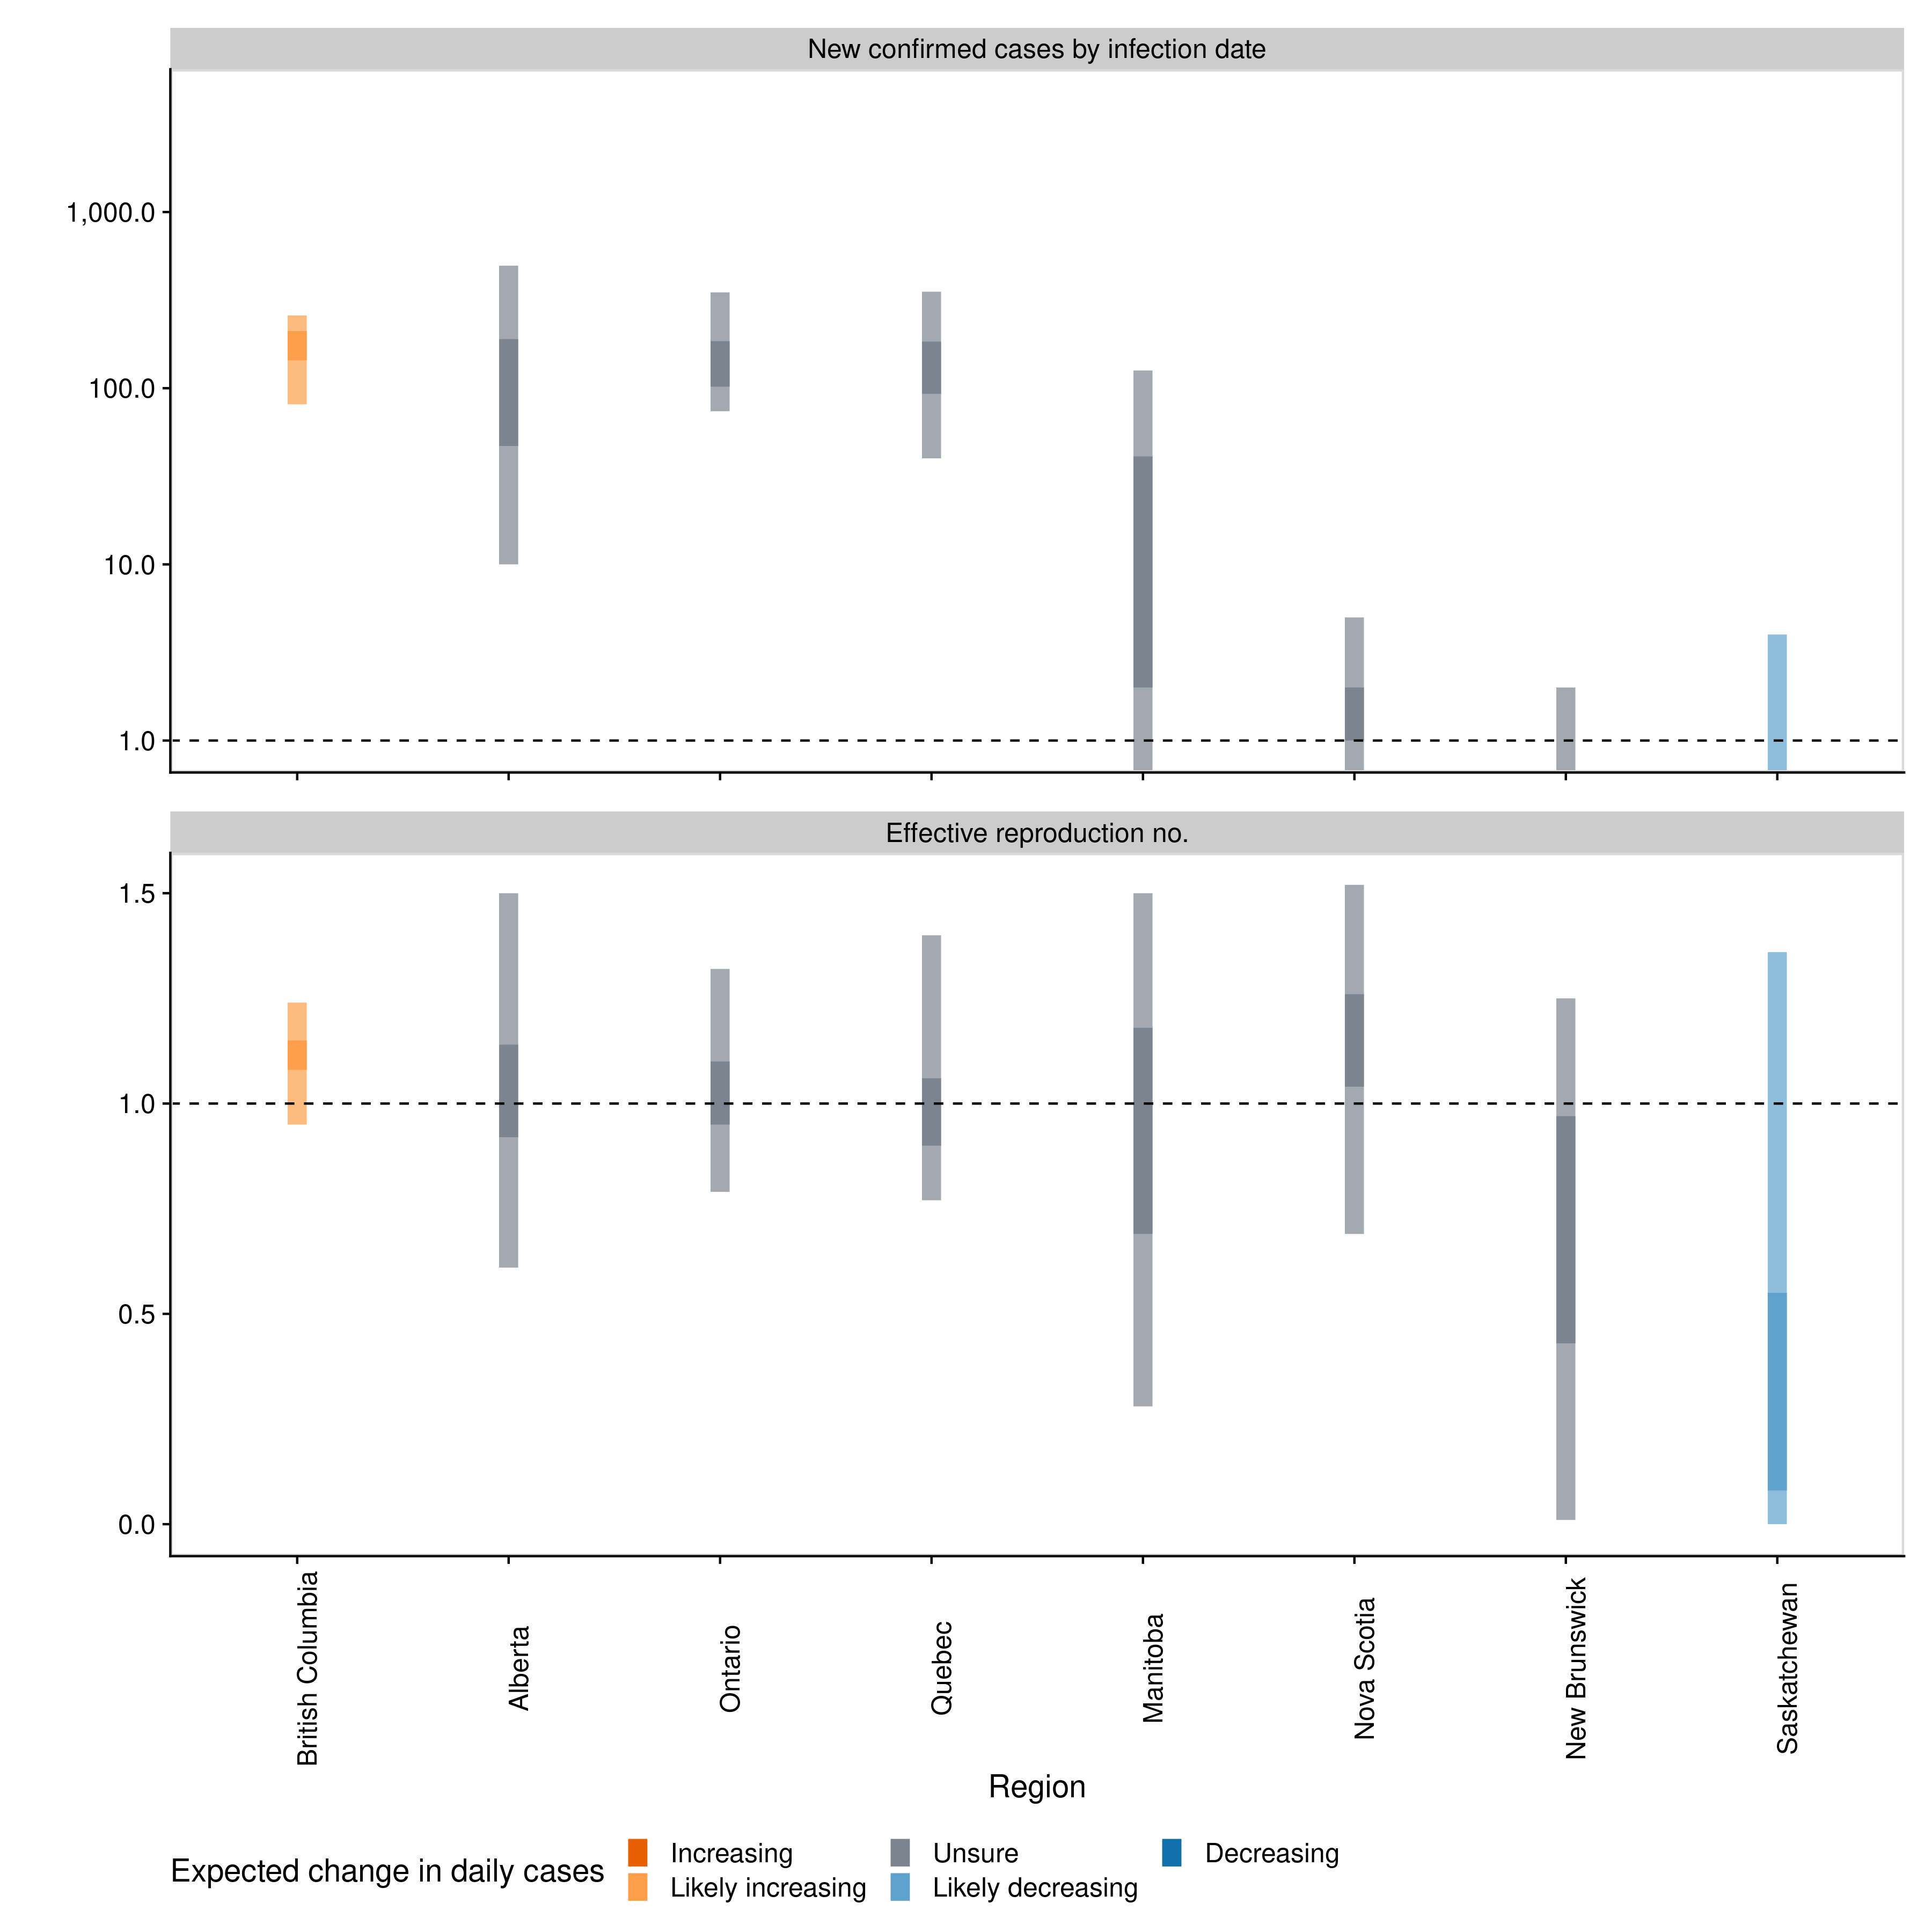 New confirmed cases by infection date
1,000.0
100.0
10.0
1.0
Effective reproduction no.
1.5
1.0
0.5
0.0
British Columbia
Alberta
Ontario
Quebec
Manitoba
Nova Scotia
New Brunswick
Saskatchewan
Region
Expected change in daily cases
Increasing
Likely increasing
Unsure
Likely decreasing
Decreasing